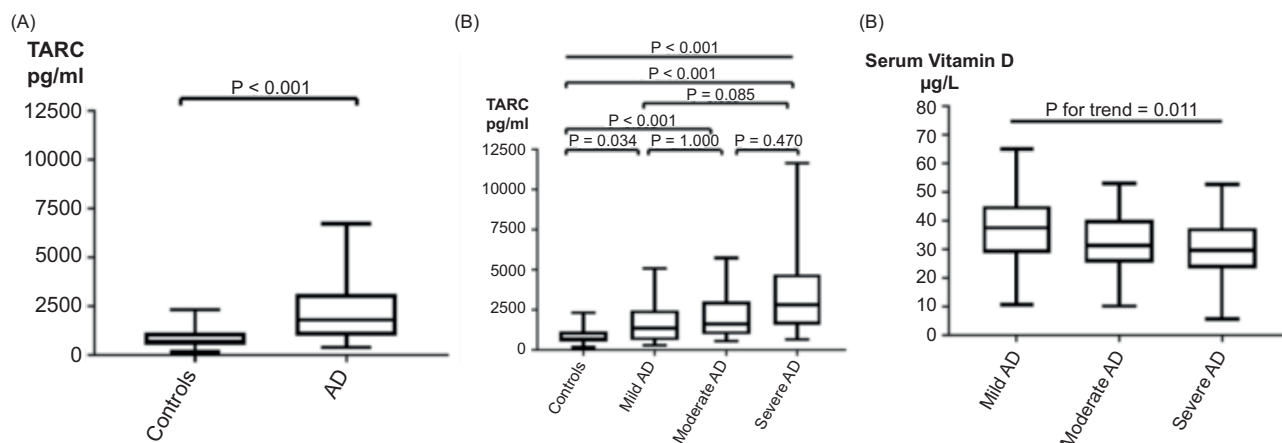 (A)
TARC
pg/ml
P < 0.001
12500
10000
7500
5000
2500
0
Controls
AD
(B)
P < 0.001
P < 0.001
P = 0.085
TARC
pg/ml
P < 0.001
P = 0.034
P = 1.000
P = 0.470
12500
10000
5000
2500
0
Controls
Mild AD
Moderate AD
Severe AD
(B)
Serum Vitamin D
µg/L
P for trend = 0.011
80
70
60
50
40
30
20
10
0
Mild AD
Moderate AD
Severe AD